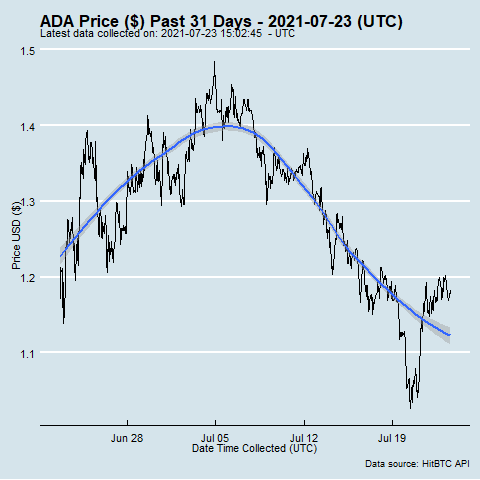 ADA Price ($) Past 31 Days - 2021-07-23 (UTC)
Latest data collected on: 2021-07-23 15:02:45  - UTC
1.5
1.4
1.3
1.2
1.1
Price USD ($)
Jun 28
Jul 05
Jul 12
Jul 19
Date Time Collected (UTC)
Data source: HitBTC API